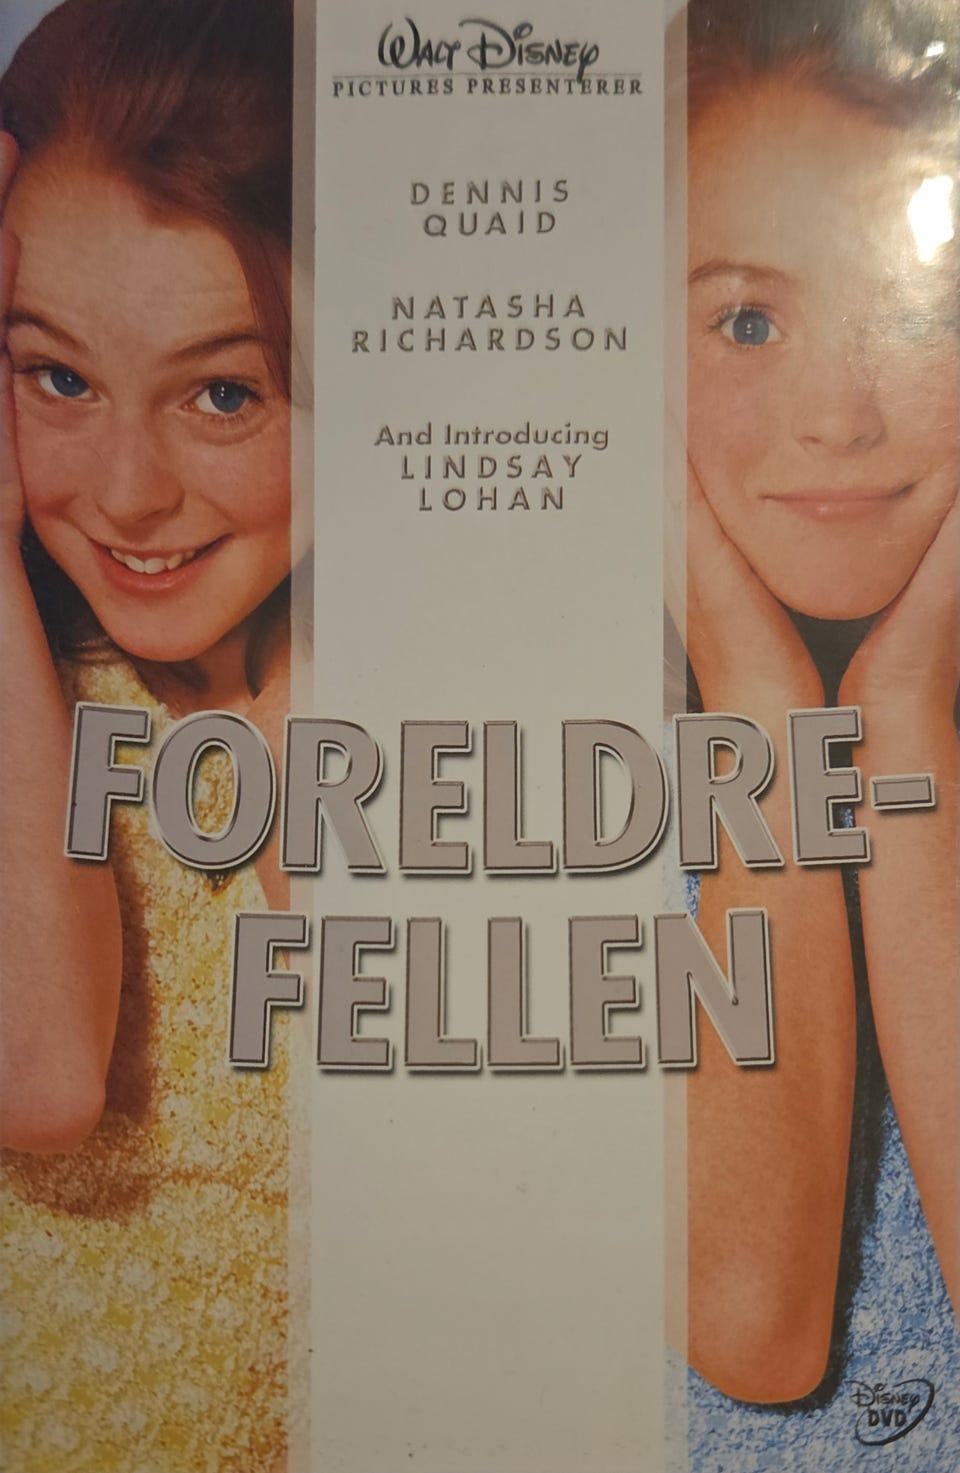 WALT DISNEY
PICTURES PRESENTERER
DENNIS
QUAID
NATASHA
RICHARDSON
And Introducing
LINDSAY
LOHAN
FORELDRE-
FELLEN
DISNEY
DVD